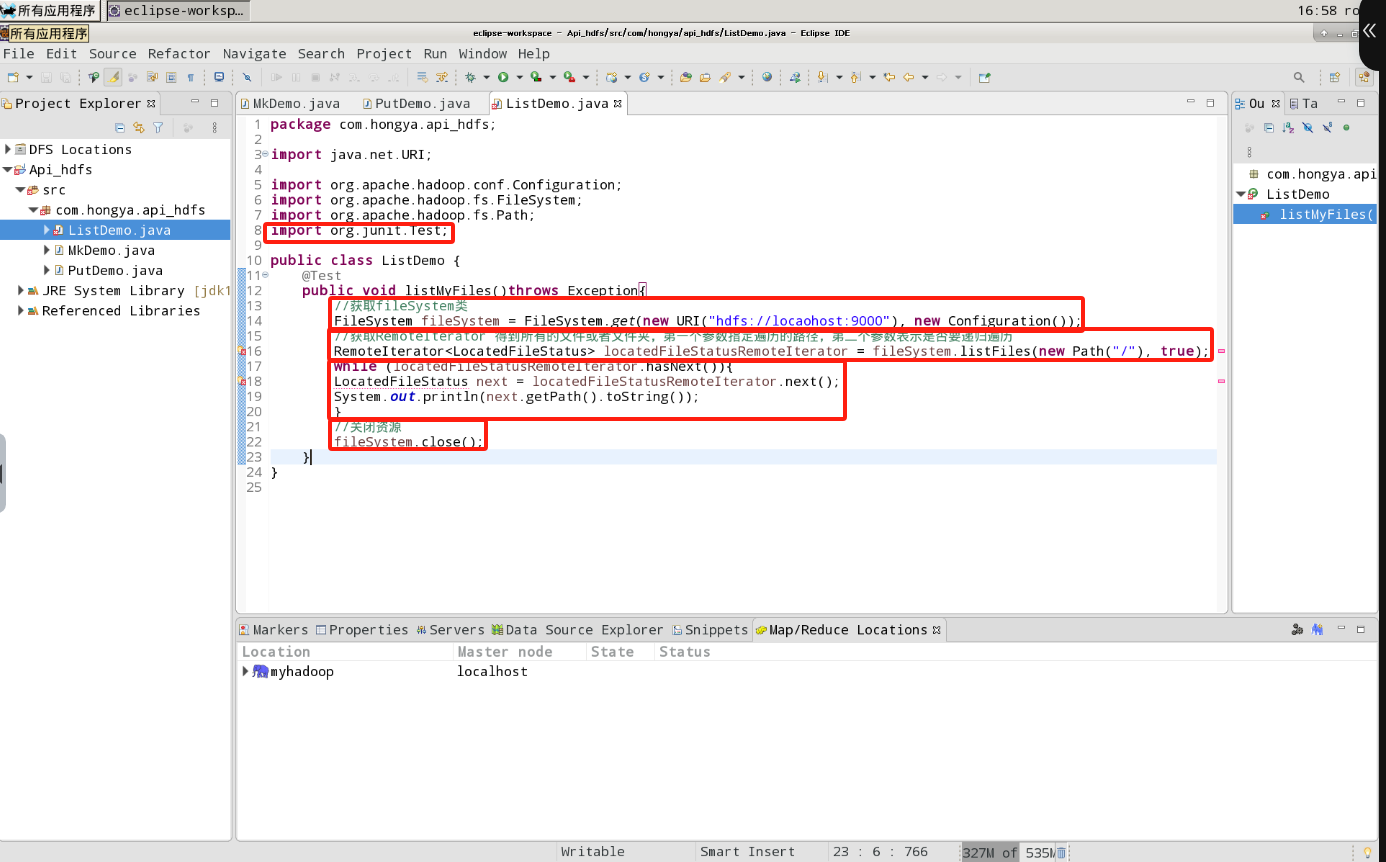 所有应用程序 eclipse-worksp... 16:58
所有应用程序 eclipse-workspace - Api_hdfs/src/com/hongya/api_hdfs/ListDemo.java - Eclipse IDE
File Edit Source Refactor Navigate Search Project Run Window Help
Project Explorer
DFS Locations
Api_hdfs
src
com.hongya.api_hdfs
ListDemo.java
MkDemo.java
PutDemo.java
JRE System Library [jdk1
Referenced Libraries
MkDemo.java PutDemo.java ListDemo.java
1 package com.hongya.api_hdfs;
2
3 import java.net.URI;
4
5 import org.apache.hadoop.conf.Configuration;
6 import org.apache.hadoop.fs.FileSystem;
7 import org.apache.hadoop.fs.Path;
8 import org.junit.Test;
9
10 public class ListDemo {
11 @Test
12 public void listMyFiles()throws Exception{
13 //获取fileSystem类
14 FileSystem fileSystem = FileSystem.get(new URI("hdfs://locaohost:9000"), new Configuration());
15 //获取RemoteIterator 得到所有的文件或者文件夹，第一个参数指定遍历的路径，第二个参数表示是否要递归遍历
16 RemoteIterator<LocatedFileStatus> locatedFileStatusRemoteIterator = fileSystem.listFiles(new Path("/"), true);
17 while (locatedFileStatusRemoteIterator.hasNext()){
18 LocatedFileStatus next = locatedFileStatusRemoteIterator.next();
19 System.out.println(next.getPath().toString());
20 }
21 //关闭资源
22 fileSystem.close();
23 }
24 }
25
Ou Ta
com.hongya.api
ListDemo
listMyFiles(
Markers Properties Servers Data Source Explorer Snippets Map/Reduce Locations
Location Master node State Status
myhadoop localhost
Writable Smart Insert 23 : 6 : 766 327M of 535M